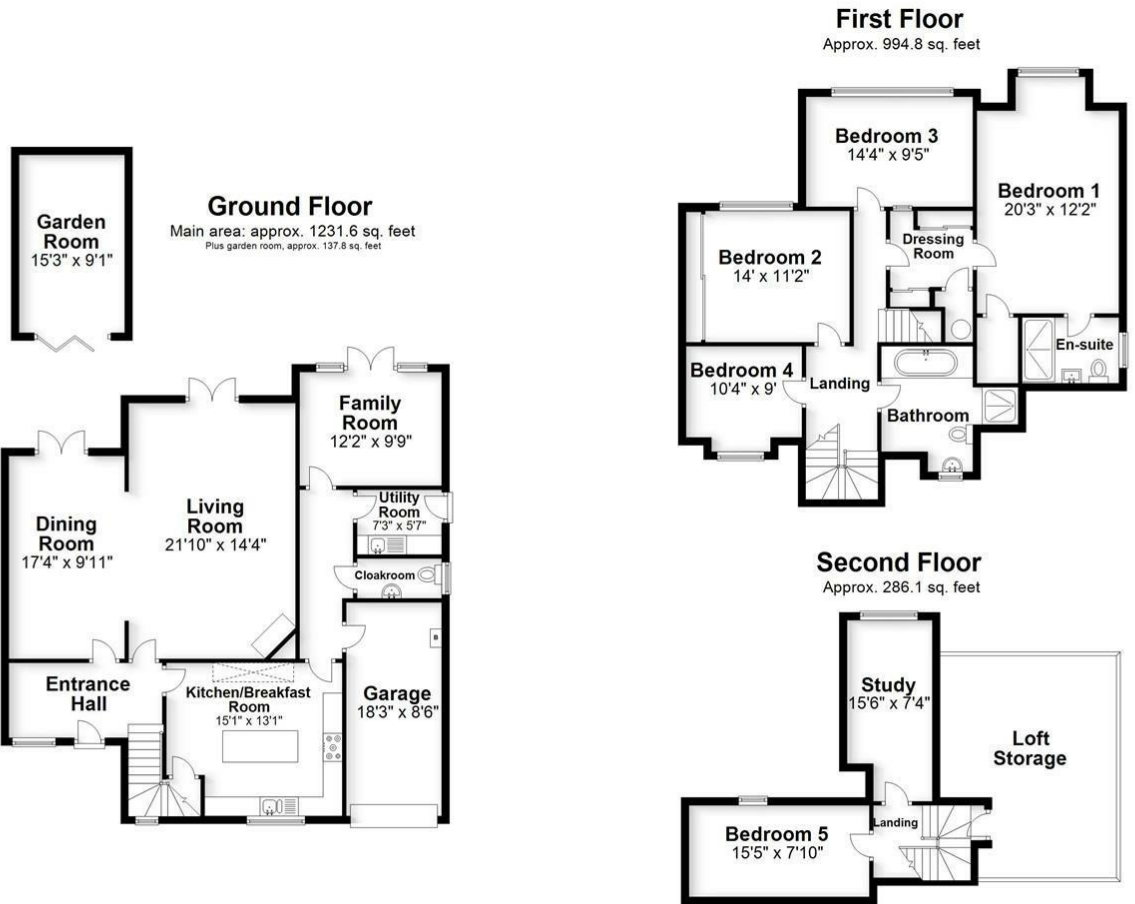 First Floor
Approx. 994.8 sq. feet
Bedroom 3
14'4" x 9'5"
Bedroom 1
20'3" x 12'2"
Dressing
Room
Bedroom 2
14' x 11'2"
En-suite
Bedroom 4
10'4" x 9'
Landing
Bathroom
Ground Floor
Main area: approx. 1231.6 sq. feet
Plus garden room, approx. 137.8 sq. feet
Garden
Room
15'3" x 9'1"
Family
Room
12'2" x 9'9"
Living
Room
21'10" x 14'4"
Dining
Room
17'4" x 9'11"
Utility
Room
7'3" x 5'7"
Cloakroom
Entrance
Hall
Kitchen/Breakfast
Room
15'1" x 13'1"
Garage
18'3" x 8'6"
Second Floor
Approx. 286.1 sq. feet
Study
15'6" x 7'4"
Loft
Storage
Landing
Bedroom 5
15'5" x 7'10"